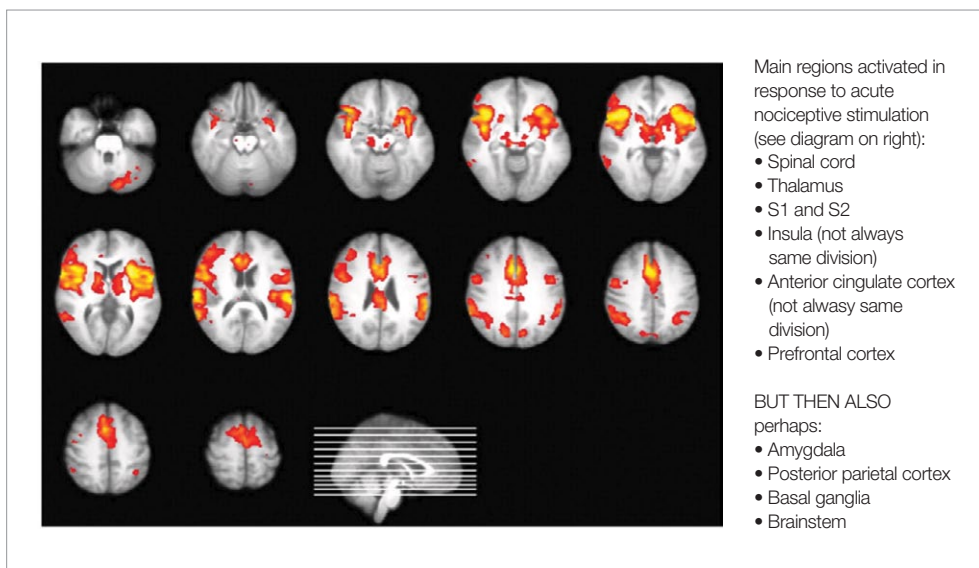 Main regions activated in
response to acute
nociceptive stimulation
(see diagram on right):
• Spinal cord
• Thalamus
• S1 and S2
• Insula (not always
same division)
• Anterior cingulate cortex
(not alwasy same
division)
• Prefrontal cortex
BUT THEN ALSO
perhaps:
• Amygdala
• Posterior parietal cortex
• Basal ganglia
• Brainstem